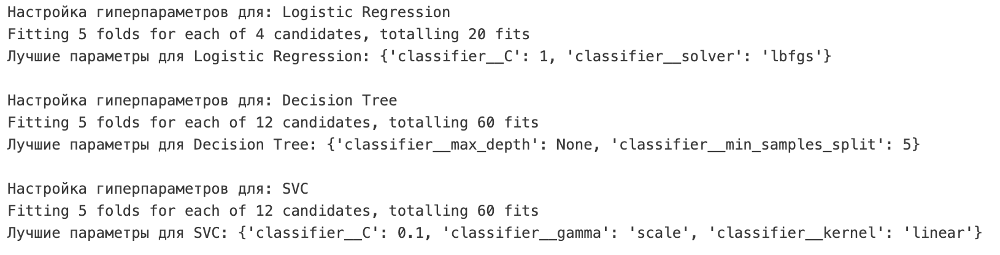 Настройка гиперпараметров для: Logistic Regression
Fitting 5 folds for each of 4 candidates, totalling 20 fits
Лучшие параметры для Logistic Regression: {'classifier__C': 1, 'classifier__solver': 'lbfgs'}
Настройка гиперпараметров для: Decision Tree
Fitting 5 folds for each of 12 candidates, totalling 60 fits
Лучшие параметры для Decision Tree: {'classifier__max_depth': None, 'classifier__min_samples_split': 5}
Настройка гиперпараметров для: SVC
Fitting 5 folds for each of 12 candidates, totalling 60 fits
Лучшие параметры для SVC: {'classifier__C': 0.1, 'classifier__gamma': 'scale', 'classifier__kernel': 'linear'}